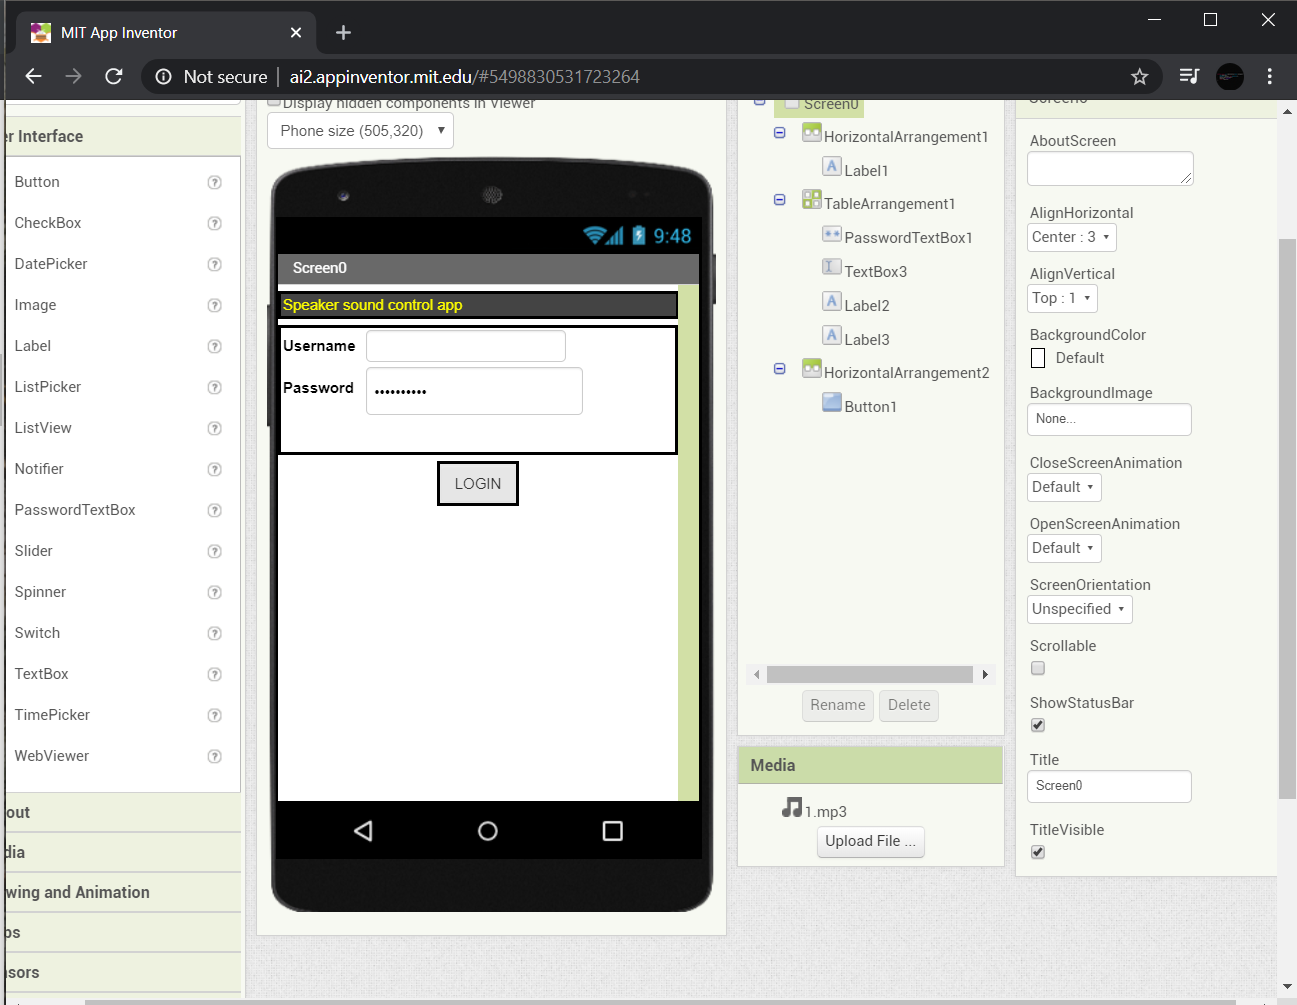 MIT App Inventor
Not secure
ai2.appinventor.mit.edu/#5498830531723264
Display hidden components in Viewer
Phone size (505,320)
er Interface
Button
CheckBox
DatePicker
Image
Label
ListPicker
ListView
Notifier
PasswordTextBox
Slider
Spinner
Switch
TextBox
TimePicker
WebViewer
out
dia
wing and Animation
ps
nsors
9:48
Screen0
Speaker sound control app
Username
Password
LOGIN
Screen0
HorizontalArrangement1
Label1
TableArrangement1
PasswordTextBox1
TextBox3
Label2
Label3
HorizontalArrangement2
Button1
Rename Delete
Media
1.mp3
Upload File ...
Screen0
AboutScreen
AlignHorizontal
Center : 3
AlignVertical
Top : 1
BackgroundColor
Default
BackgroundImage
None...
CloseScreenAnimation
Default
OpenScreenAnimation
Default
ScreenOrientation
Unspecified
Scrollable
ShowStatusBar
Title
Screen0
TitleVisible